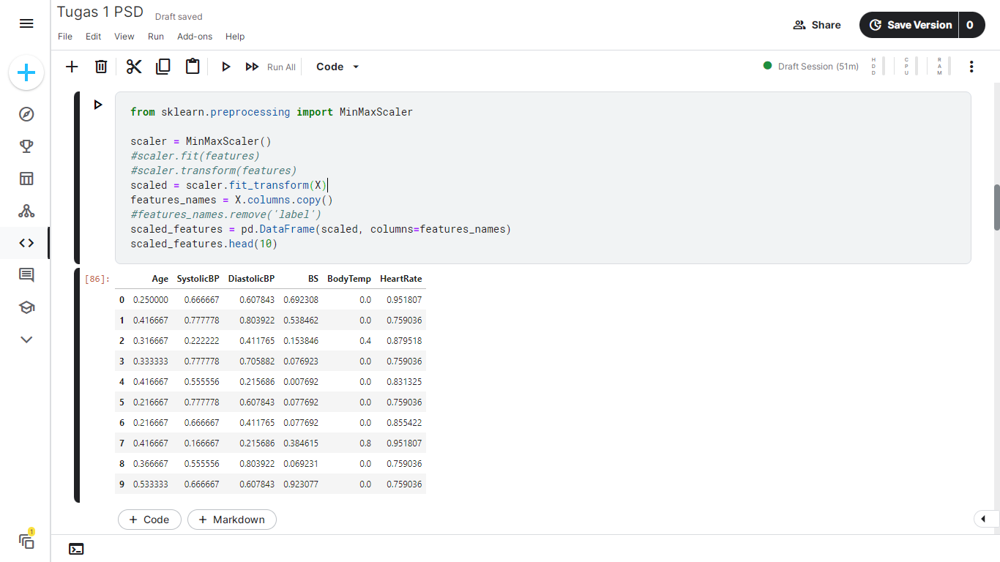 Tugas 1 PSD Draft saved
File Edit View Run Add-ons Help
Share
Save Version 0
Run All
Code
Draft Session (51m)
HDD
CPU
RAM
from sklearn.preprocessing import MinMaxScaler
scaler = MinMaxScaler()
#scaler.fit(features)
#scaler.transform(features)
scaled = scaler.fit_transform(X)
features_names = X.columns.copy()
#features_names.remove('label')
scaled_features = pd.DataFrame(scaled, columns=features_names)
scaled_features.head(10)
[86]:
Age SystolicBP DiastolicBP BS BodyTemp HeartRate
0 0.250000 0.666667 0.607843 0.692308 0.0 0.951807
1 0.416667 0.777778 0.803922 0.538462 0.0 0.759036
2 0.316667 0.222222 0.411765 0.153846 0.4 0.879518
3 0.333333 0.777778 0.705882 0.076923 0.0 0.759036
4 0.416667 0.555556 0.215686 0.007692 0.0 0.831325
5 0.216667 0.777778 0.607843 0.077692 0.0 0.759036
6 0.216667 0.666667 0.411765 0.077692 0.0 0.855422
7 0.416667 0.166667 0.215686 0.384615 0.8 0.951807
8 0.366667 0.555556 0.803922 0.069231 0.0 0.759036
9 0.533333 0.666667 0.607843 0.923077 0.0 0.759036
+ Code + Markdown
1